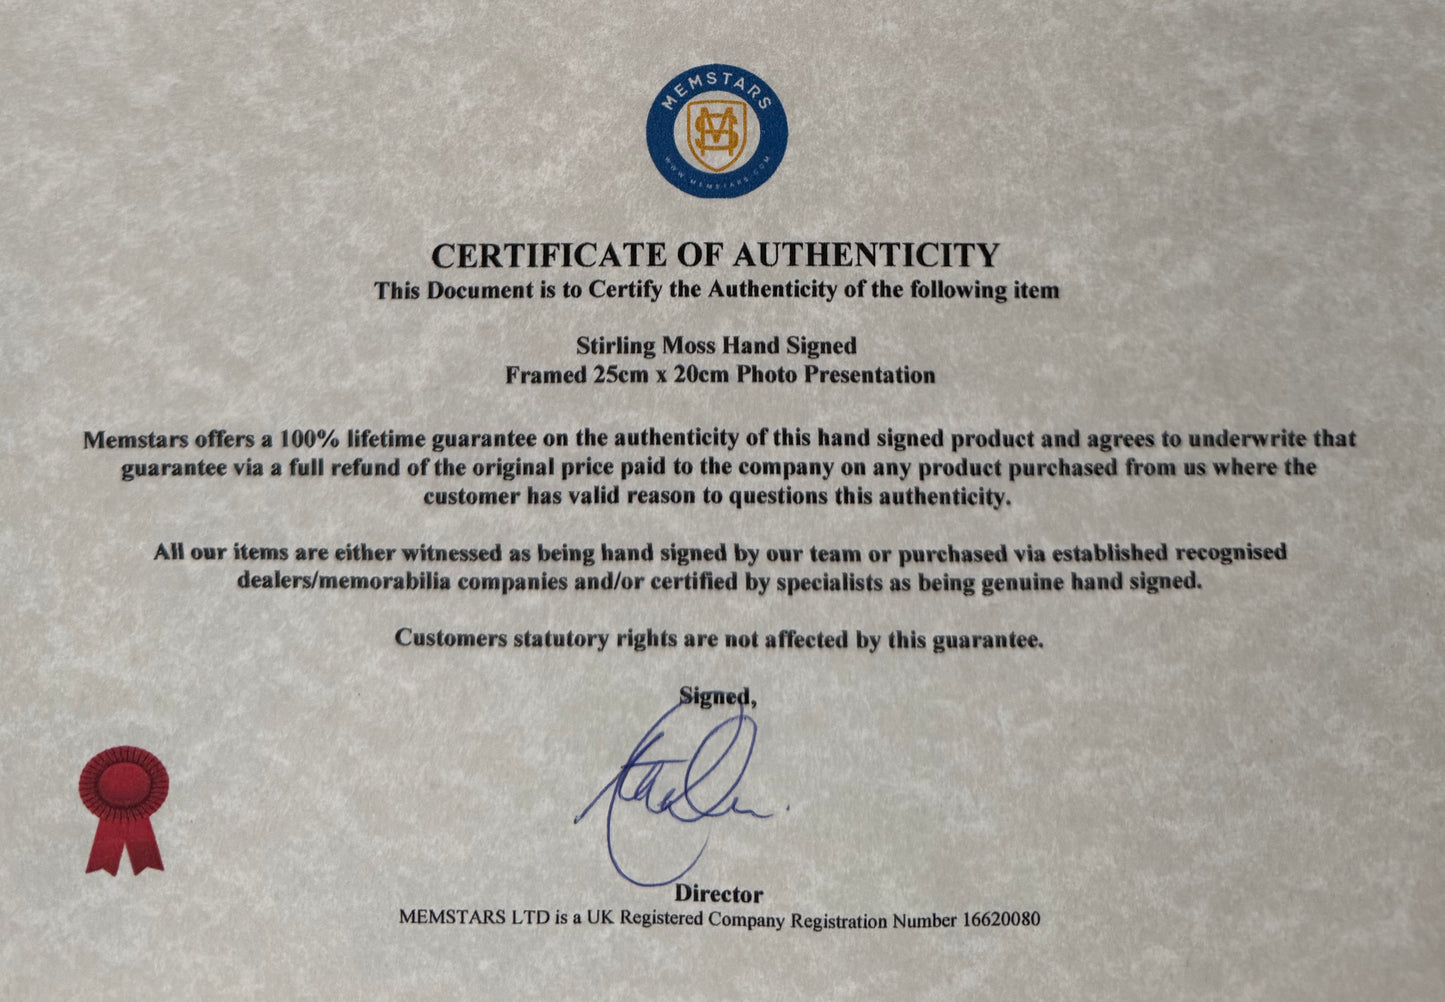 MEMSTARS
MS
WWW.MEMSTARS.COM
CERTIFICATE OF AUTHENTICITY
This Document is to Certify the Authenticity of the following item
Stirling Moss Hand Signed
Framed 25cm x 20cm Photo Presentation
Memstars offers a 100% lifetime guarantee on the authenticity of this hand signed product and agrees to underwrite that
guarantee via a full refund of the original price paid to the company on any product purchased from us where the
customer has valid reason to questions this authenticity.
All our items are either witnessed as being hand signed by our team or purchased via established recognised
dealers/memorabilia companies and/or certified by specialists as being genuine hand signed.
Customers statutory rights are not affected by this guarantee.
Signed,
Director
MEMSTARS LTD is a UK Registered Company Registration Number 16620080